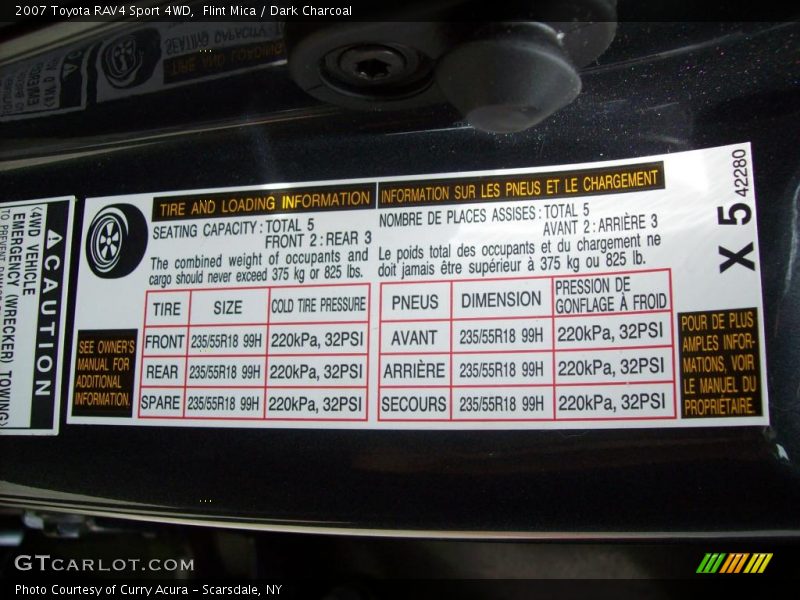 2007 Toyota RAV4 Sport 4WD, Flint Mica / Dark Charcoal
TIRE AND LOADING INFORMATION
SEATING CAPACITY : TOTAL 5
FRONT 2 : REAR 3
The combined weight of occupants and
cargo should never exceed 375 kg or 825 lbs.
TIRE SIZE COLD TIRE PRESSURE
FRONT 235/55R18 99H 220kPa, 32PSI
REAR 235/55R18 99H 220kPa, 32PSI
SPARE 235/55R18 99H 220kPa, 32PSI
SEE OWNER'S
MANUAL FOR
ADDITIONAL
INFORMATION.
INFORMATION SUR LES PNEUS ET LE CHARGEMENT
NOMBRE DE PLACES ASSISES : TOTAL 5
AVANT 2 : ARRIÈRE 3
Le poids total des occupants et du chargement ne
doit jamais être supérieur à 375 kg ou 825 lb.
PNEUS DIMENSION PRESSION DE
GONFLAGE À FROID
AVANT 235/55R18 99H 220kPa, 32PSI
ARRIÈRE 235/55R18 99H 220kPa, 32PSI
SECOURS 235/55R18 99H 220kPa, 32PSI
POUR DE PLUS
AMPLES INFOR-
MATIONS, VOIR
LE MANUEL DU
PROPRIÉTAIRE.
X 5
42280
CAUTION
(4WD VEHICLE
EMERGENCY (WRECKER) TOWING)
GTCARLOT.COM
Photo Courtesy of Curry Acura - Scarsdale, NY